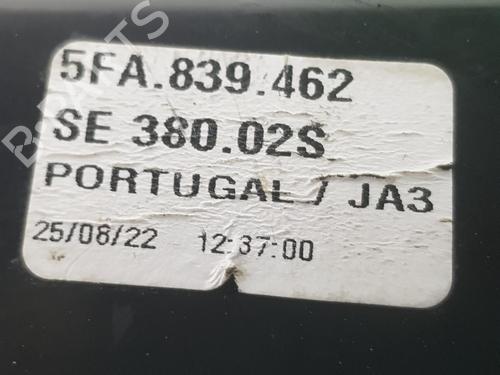 5FA.839.462
SE 380.02S
PORTUGAL / JA3
25/08/22 12:37:00